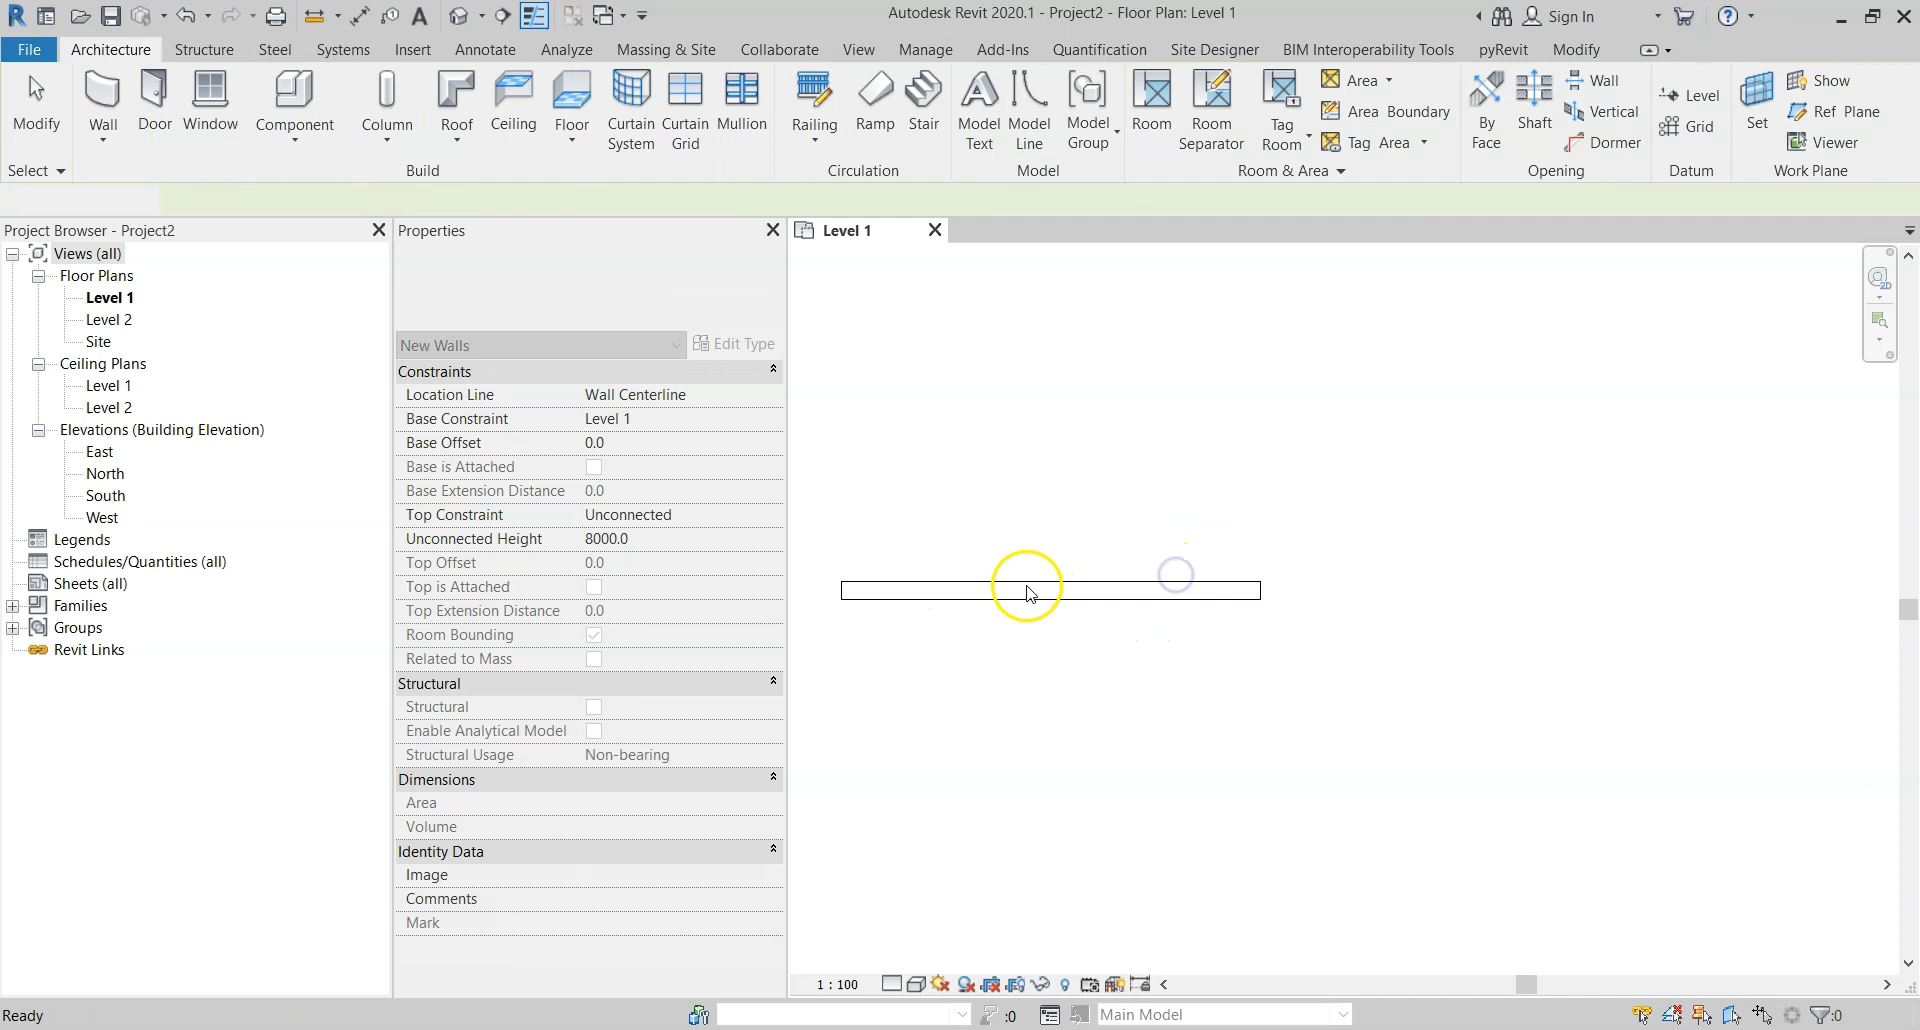 Autodesk Revit 2020.1 - Project2 - Floor Plan: Level 1
Sign In
File Architecture Structure Steel Systems Insert Annotate Analyze Massing & Site Collaborate View Manage Add-Ins Quantification Site Designer BIM Interoperability Tools pyRevit Modify
Modify
Wall
Door
Window
Component
Column
Roof
Ceiling
Floor
Curtain System
Curtain Grid
Mullion
Railing
Ramp
Stair
Model Text
Model Line
Model Group
Room
Room Separator
Tag Room
Area
Area Boundary
Tag Area
By Face
Shaft
Wall
Vertical
Dormer
Level
Grid
Set
Show
Ref Plane
Viewer
Select Build Circulation Model Room & Area Opening Datum Work Plane
Project Browser - Project2
Views (all)
Floor Plans
Level 1
Level 2
Site
Ceiling Plans
Level 1
Level 2
Elevations (Building Elevation)
East
North
South
West
Legends
Schedules/Quantities (all)
Sheets (all)
Families
Groups
Revit Links
Properties
New Walls Edit Type
Constraints
Location Line Wall Centerline
Base Constraint Level 1
Base Offset 0.0
Base is Attached
Base Extension Distance 0.0
Top Constraint Unconnected
Unconnected Height 8000.0
Top Offset 0.0
Top is Attached
Top Extension Distance 0.0
Room Bounding
Related to Mass
Structural
Structural
Enable Analytical Model
Structural Usage Non-bearing
Dimensions
Area
Volume
Identity Data
Image
Comments
Mark
Level 1
2D
1 : 100
Ready
:0
Main Model
:0